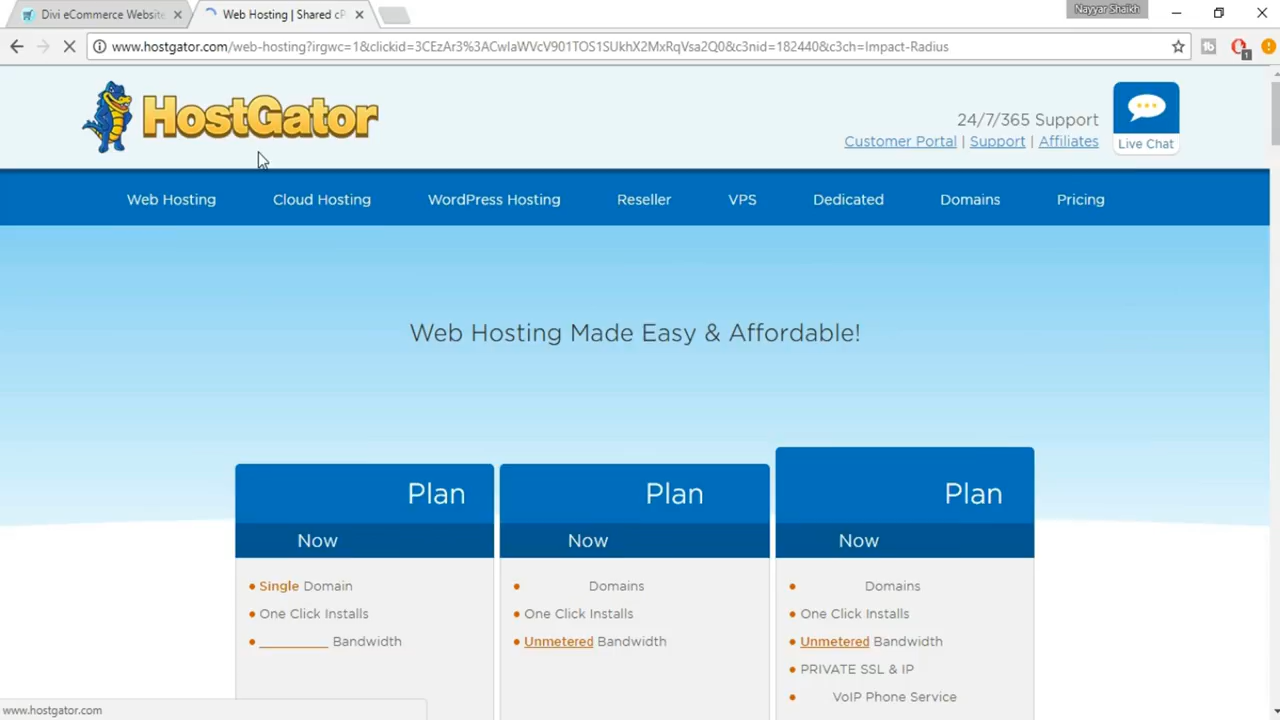 Divi eCommerce Website
Web Hosting | Shared cP
Nayyar Shaikh
www.hostgator.com/web-hosting?irgwc=1&clickid=3CEzAr3%3ACwIaWVcV901TOS1SUkhX2MxRqVsa2Q0&c3nid=182440&c3ch=Impact-Radius
1
HostGator
24/7/365 Support
Customer Portal | Support | Affiliates
Live Chat
Web Hosting Cloud Hosting WordPress Hosting Reseller VPS Dedicated Domains Pricing
Web Hosting Made Easy & Affordable!
Plan
Now
Single Domain
One Click Installs
Bandwidth
Plan
Now
Domains
One Click Installs
Unmetered Bandwidth
Plan
Now
Domains
One Click Installs
Unmetered Bandwidth
PRIVATE SSL & IP
VoIP Phone Service
www.hostgator.com